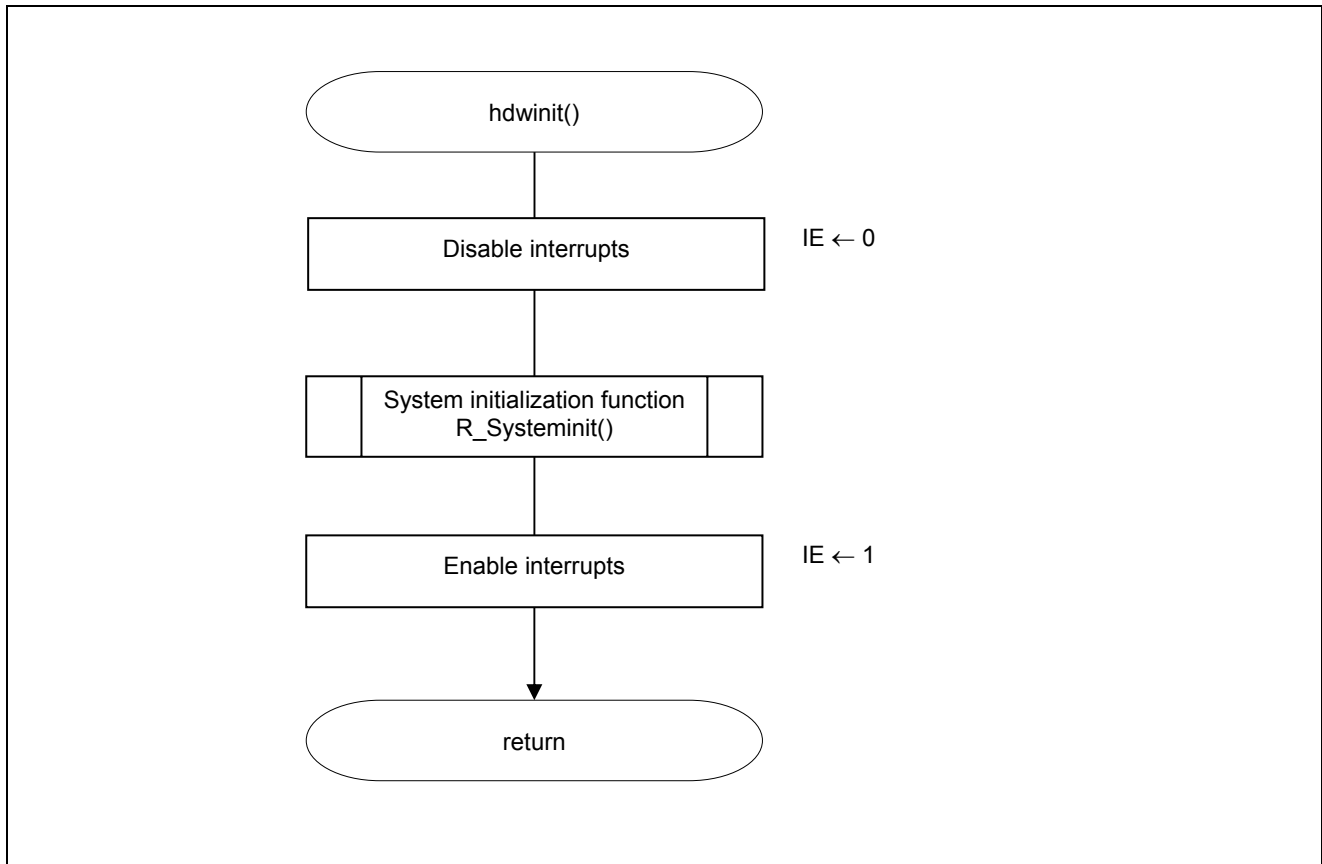 hdwinit()
Disable interrupts
IE ← 0
System initialization function
R_Systeminit()
Enable interrupts
IE ← 1
return